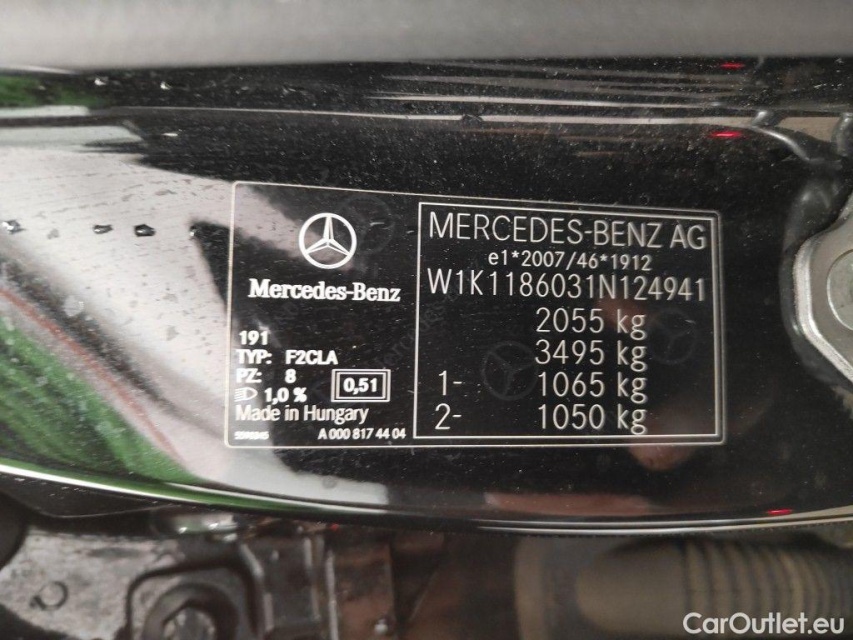 Mercedes-Benz
191
TYP: F2CLA
PZ: 8
1,0 %
0,51
Made in Hungary
A 000 817 44 04
MERCEDES-BENZ AG
e1*2007/46*1912
W1K1186031N124941
2055 kg
3495 kg
1- 1065 kg
2- 1050 kg
CarOutlet.eu